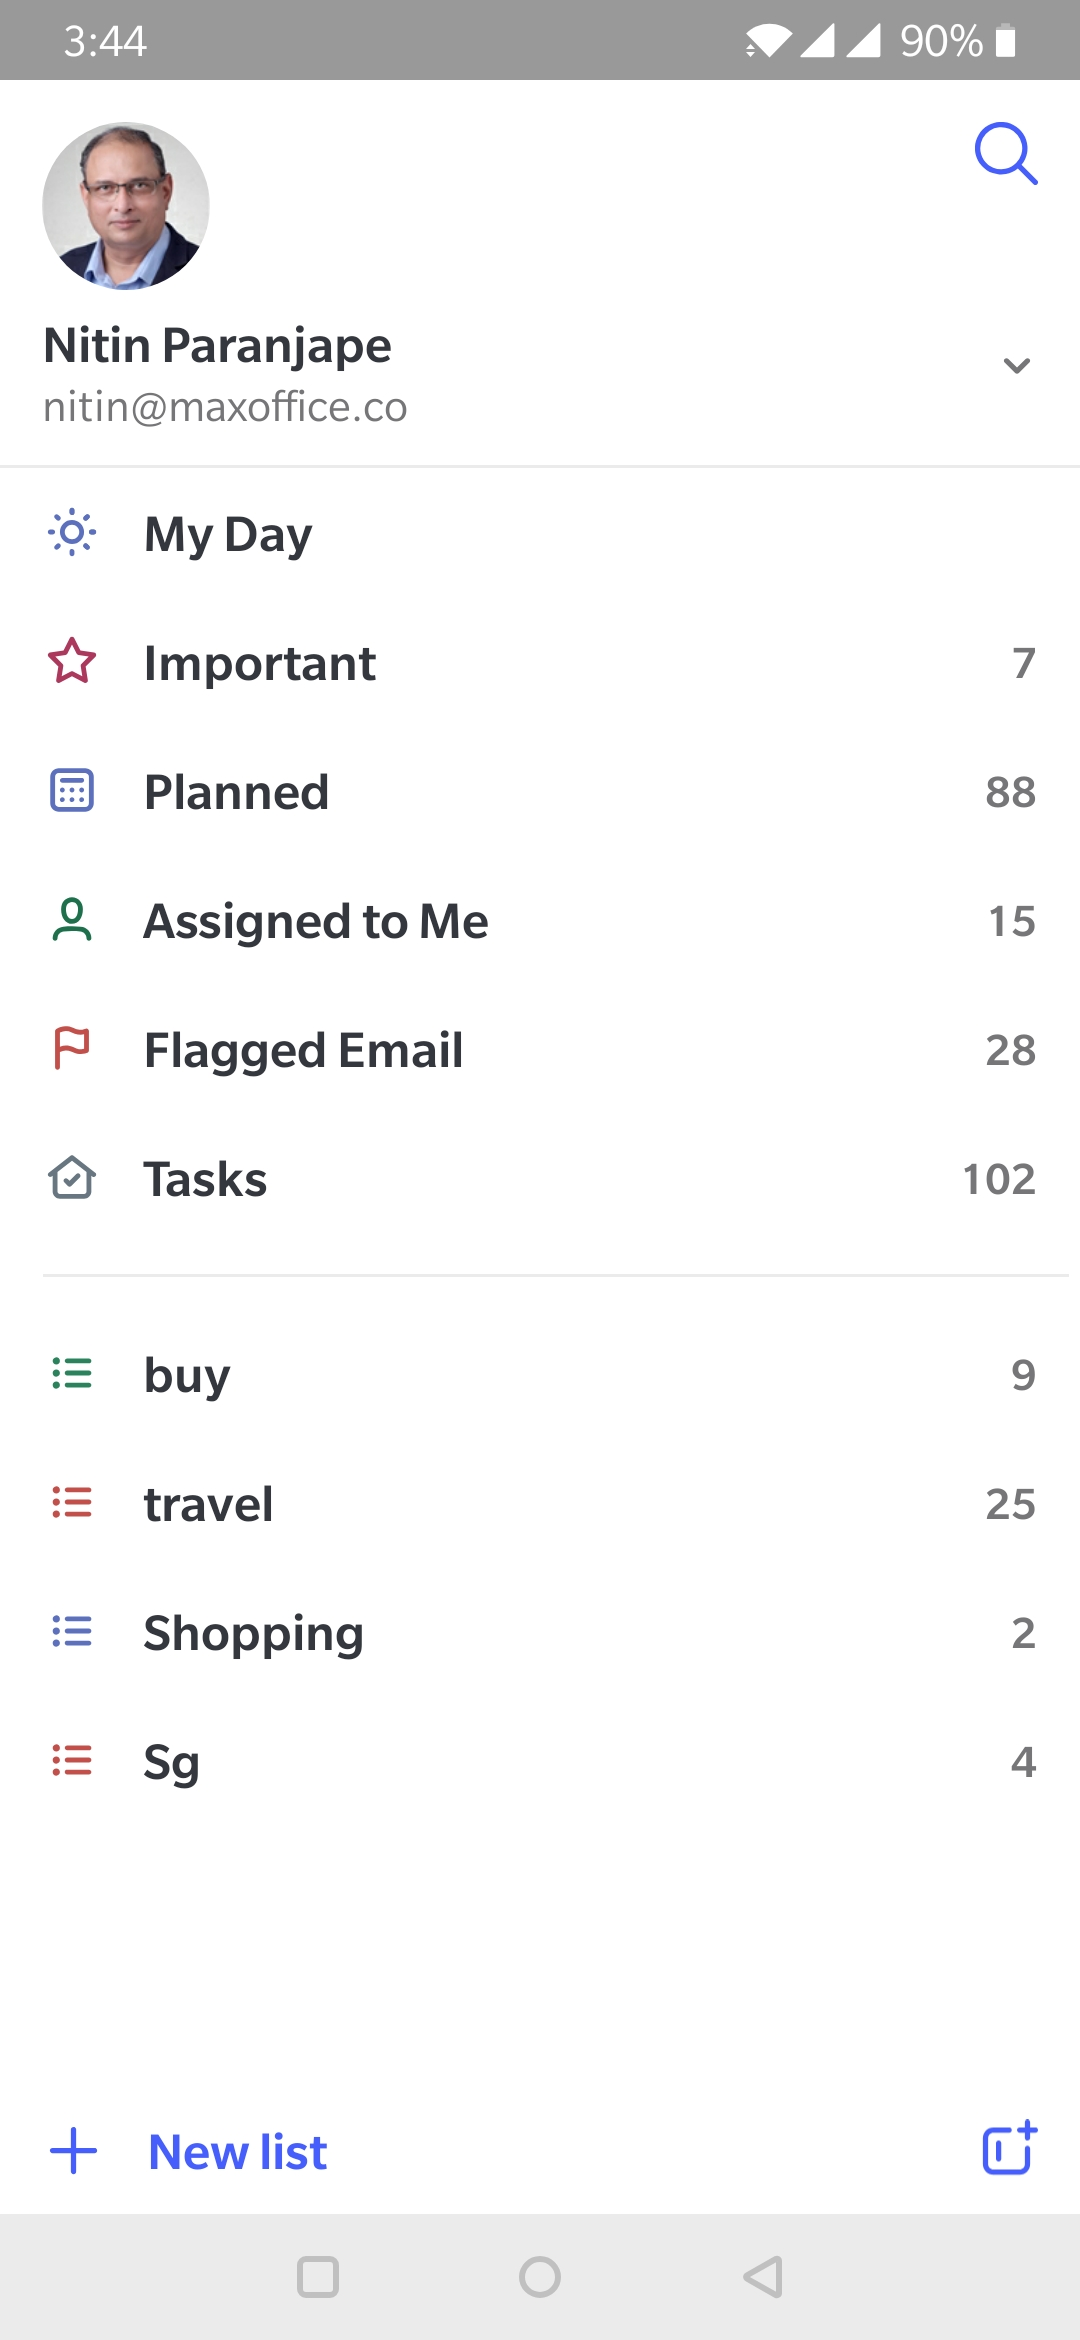 3:44 90%
Nitin Paranjape
nitin@maxoffice.co
My Day
Important 7
Planned 88
Assigned to Me 15
Flagged Email 28
Tasks 102
buy 9
travel 25
Shopping 2
Sg 4
New list